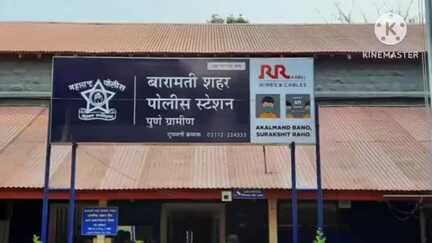 KINEMASTER
महाराष्ट्र पोलीस
बारामती शहर
पोलीस स्टेशन
पुणे ग्रामीण
दूरध्वनी क्रमांक 02112-224333
RR KABEL
WIRES & CABLES
AKALMAND BANO,
SURAKSHIT RAHO.